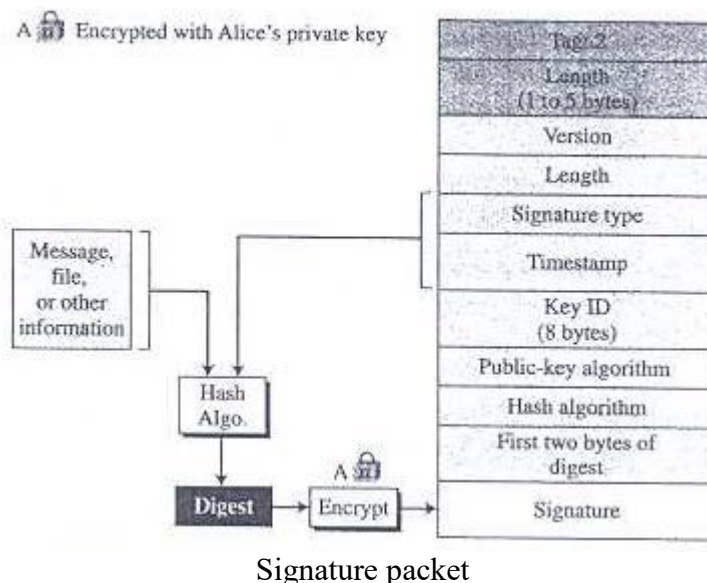 A Encrypted with Alice's private key
Tag: 2
Length
(1 to 5 bytes)
Version
Length
Signature type
Timestamp
Key ID
(8 bytes)
Public-key algorithm
Hash algorithm
First two bytes of
digest
Signature
Message,
file,
or other
information
Hash
Algo.
Digest
A
Encrypt
Signature packet